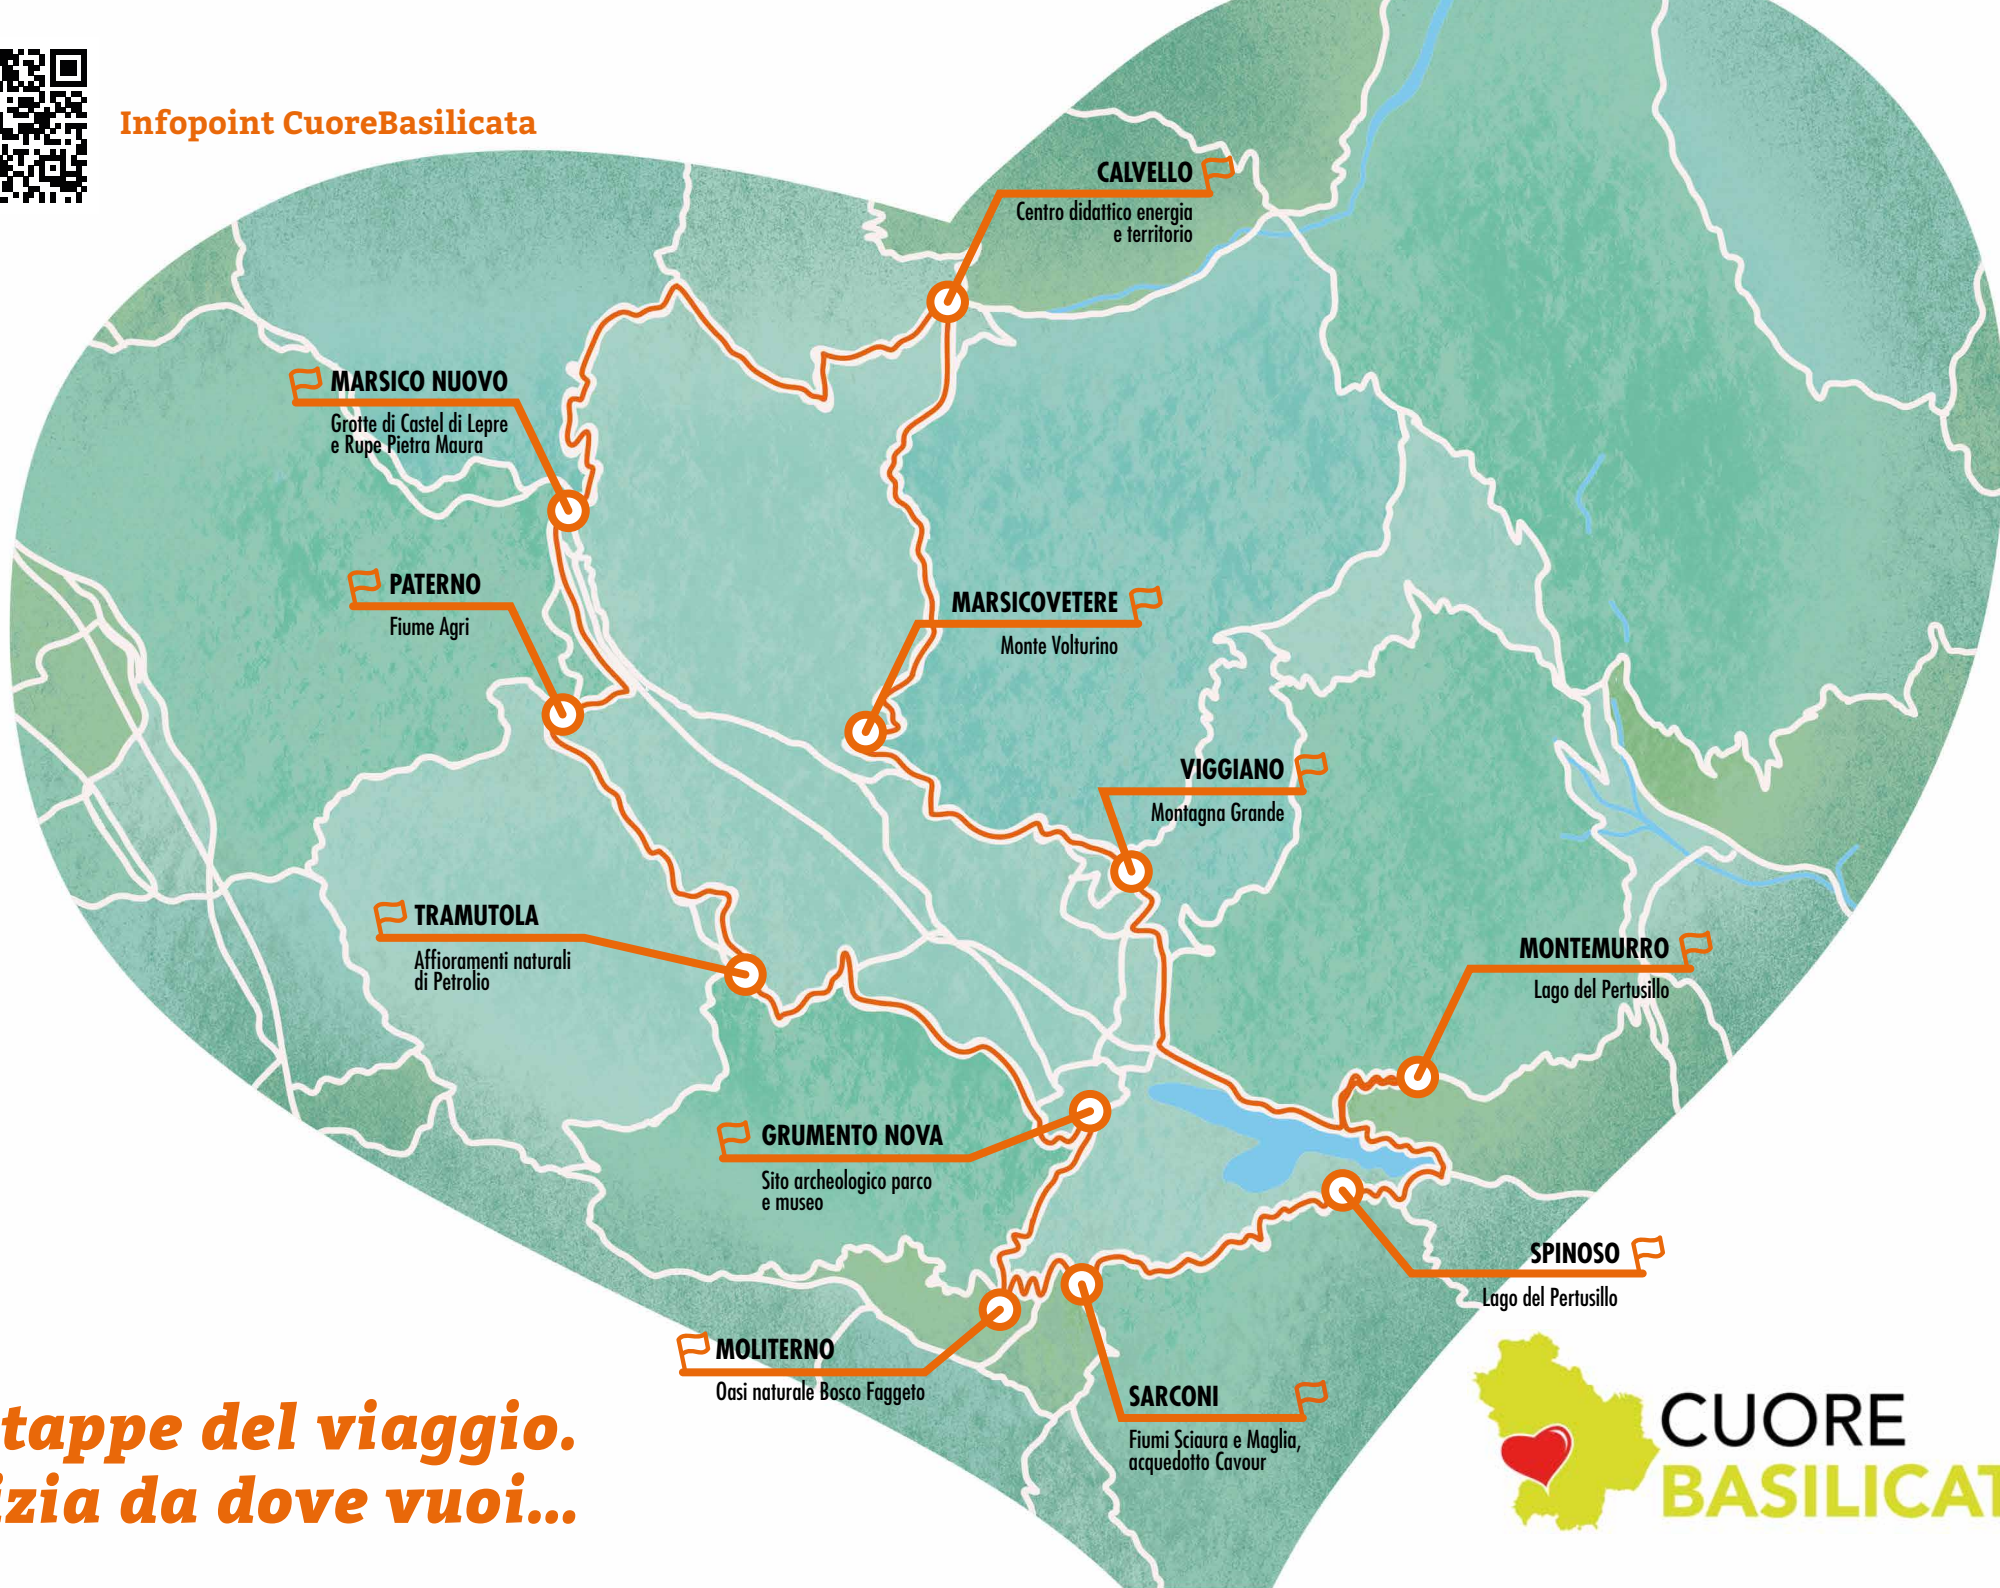 Infopoint CuoreBasilicata
CALVELLO
Centro didattico energia
e territorio
MARSICO NUOVO
Grotte di Castel di Lepre
e Rupe Pietra Maura
PATERNO
Fiume Agri
MARSICOVETERE
Monte Volturino
VIGGIANO
Montagna Grande
TRAMUTOLA
Affioramenti naturali
di Petrolio
MONTEMURRO
Lago del Pertusillo
GRUMENTO NOVA
Sito archeologico parco
e museo
SPINOSO
Lago del Pertusillo
MOLITERNO
Oasi naturale Bosco Faggeto
SARCONI
Fiumi Sciaura e Maglia,
acquedotto Cavour
tappe del viaggio.
izia da dove vuoi...
CUORE
BASILICAT